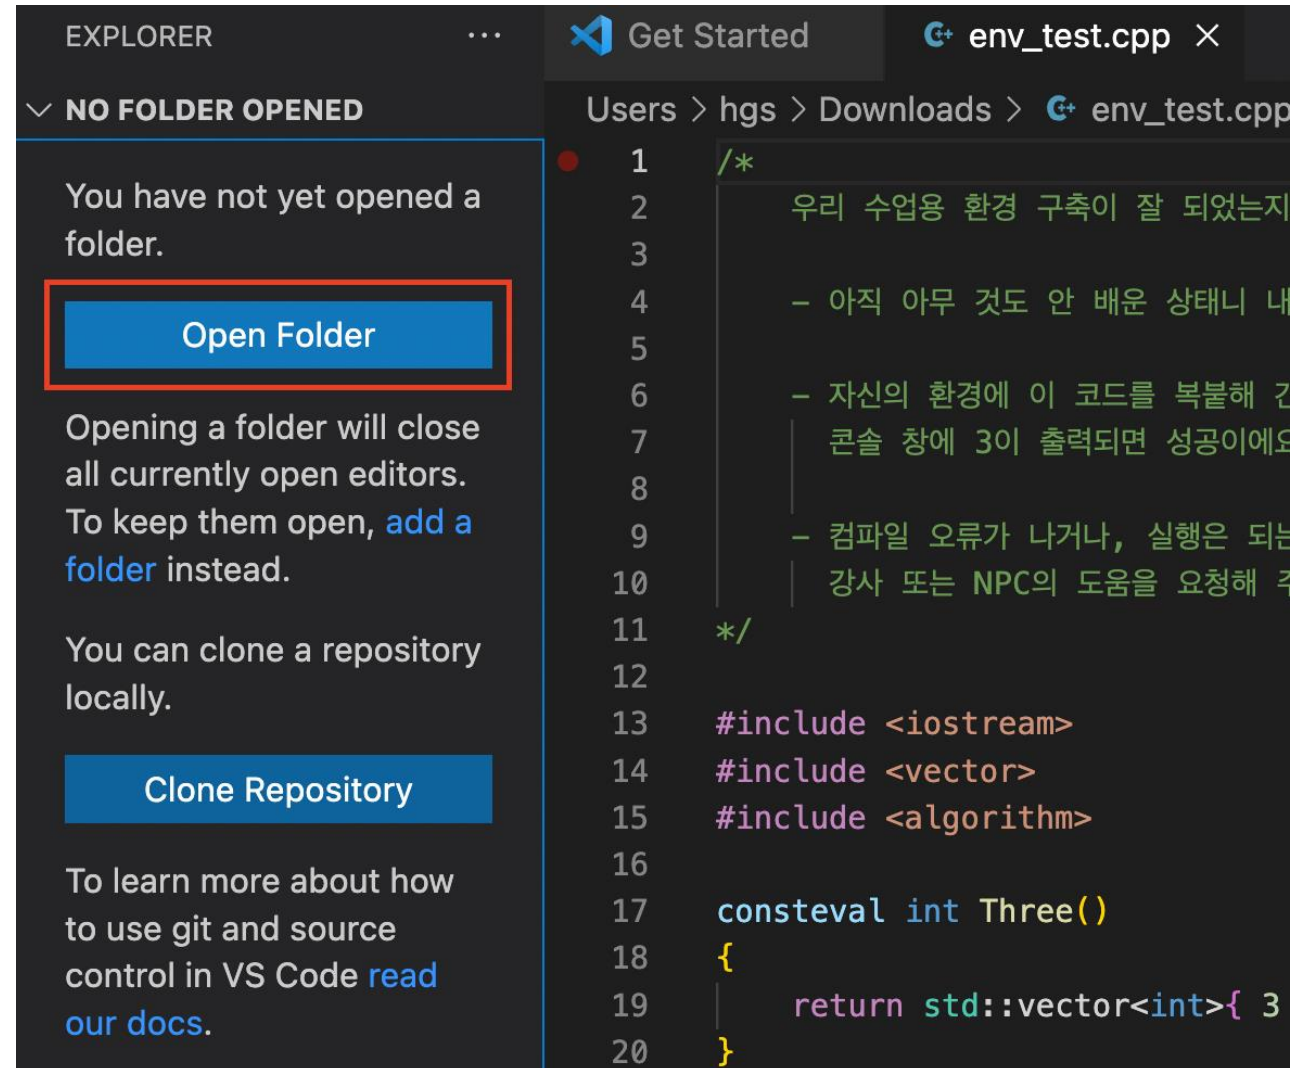 EXPLORER ...
NO FOLDER OPENED
You have not yet opened a
folder.
Open Folder
Opening a folder will close
all currently open editors.
To keep them open, add a
folder instead.
You can clone a repository
locally.
Clone Repository
To learn more about how
to use git and source
control in VS Code read
our docs.
Get Started
env_test.cpp
Users > hgs > Downloads > env_test.cpp
1 /*
2 우리 수업용 환경 구축이 잘 되었는지
3
4 - 아직 아무 것도 안 배운 상태니 내
5
6 - 자신의 환경에 이 코드를 복붙해
7 콘솔 창에 3이 출력되면 성공이에요
8
9 - 컴파일 오류가 나거나, 실행은 되는
10 강사 또는 NPC의 도움을 요청해
11 */
12
13 #include <iostream>
14 #include <vector>
15 #include <algorithm>
16
17 consteval int Three()
18 {
19 return std::vector<int>{ 3
20 }